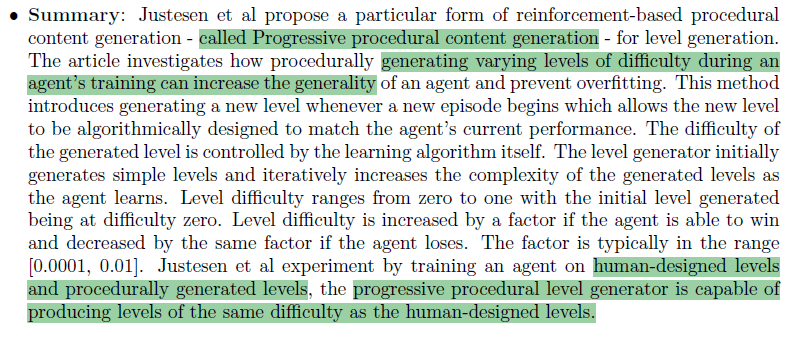 • Summary: Justesen et al propose a particular form of reinforcement-based procedural
content generation - called Progressive procedural content generation - for level generation.
The article investigates how procedurally generating varying levels of difficulty during an
agent's training can increase the generality of an agent and prevent overfitting. This method
introduces generating a new level whenever a new episode begins which allows the new level
to be algorithmically designed to match the agent's current performance. The difficulty of
the generated level is controlled by the learning algorithm itself. The level generator initially
generates simple levels and iteratively increases the complexity of the generated levels as
the agent learns. Level difficulty ranges from zero to one with the initial level generated
being at difficulty zero. Level difficulty is increased by a factor if the agent is able to win
and decreased by the same factor if the agent loses. The factor is typically in the range
[0.0001, 0.01]. Justesen et al experiment by training an agent on human-designed levels
and procedurally generated levels, the progressive procedural level generator is capable of
producing levels of the same difficulty as the human-designed levels.